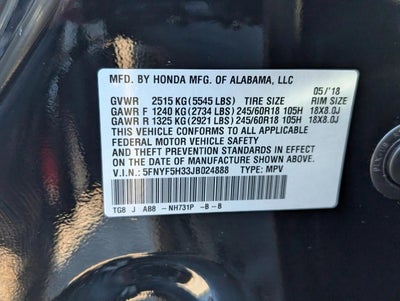 MFD. BY HONDA MFG. OF ALABAMA, LLC 05/'18
GVWR 2515 KG (5545 LBS) TIRE SIZE RIM SIZE
GAWR F 1240 KG (2734 LBS) 245/60R18 105H 18X8.0J
GAWR R 1325 KG (2921 LBS) 245/60R18 105H 18X8.0J
THIS VEHICLE CONFORMS TO ALL APPLICABLE
FEDERAL MOTOR VEHICLE SAFETY
AND THEFT PREVENTION STANDARDS IN EFFECT
ON THE DATE OF MANUFACTURE SHOWN ABOVE.
V.I.N.: 5FNYF5H33JB024888 TYPE: MPV
TG8 J AB8 -NH731P -B - B